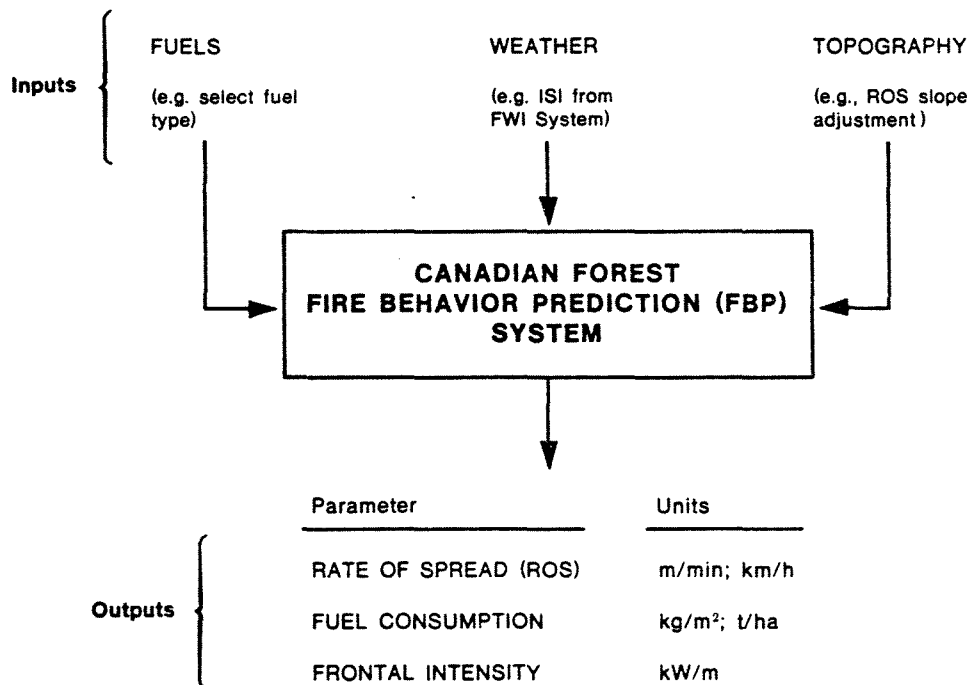 Inputs
FUELS
(e.g. select fuel
type)
WEATHER
(e.g. ISI from
FWI System)
TOPOGRAPHY
(e.g., ROS slope
adjustment)
CANADIAN FOREST
FIRE BEHAVIOR PREDICTION (FBP)
SYSTEM
Outputs
Parameter Units
RATE OF SPREAD (ROS) m/min; km/h
FUEL CONSUMPTION kg/m²; t/ha
FRONTAL INTENSITY kW/m